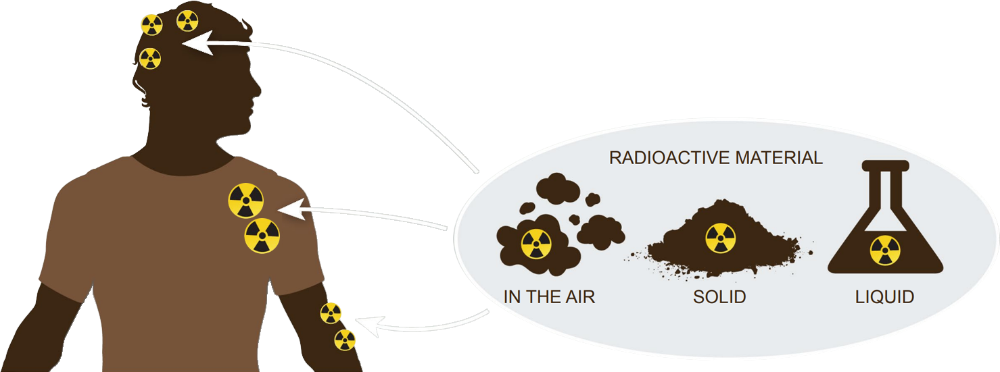 RADIOACTIVE MATERIAL
IN THE AIR
SOLID
LIQUID